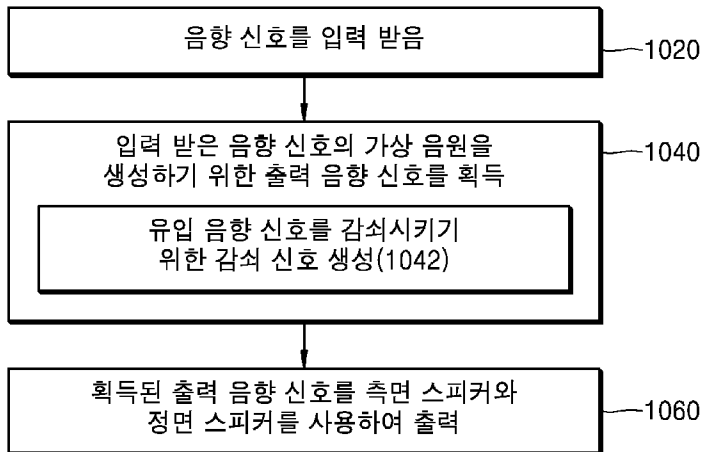 음향 신호를 입력 받음
1020
입력 받은 음향 신호의 가상 음원을
생성하기 위한 출력 음향 신호를 획득
1040
유입 음향 신호를 감쇠시키기
위한 감쇠 신호 생성(1042)
획득된 출력 음향 신호를 측면 스피커와
정면 스피커를 사용하여 출력
1060